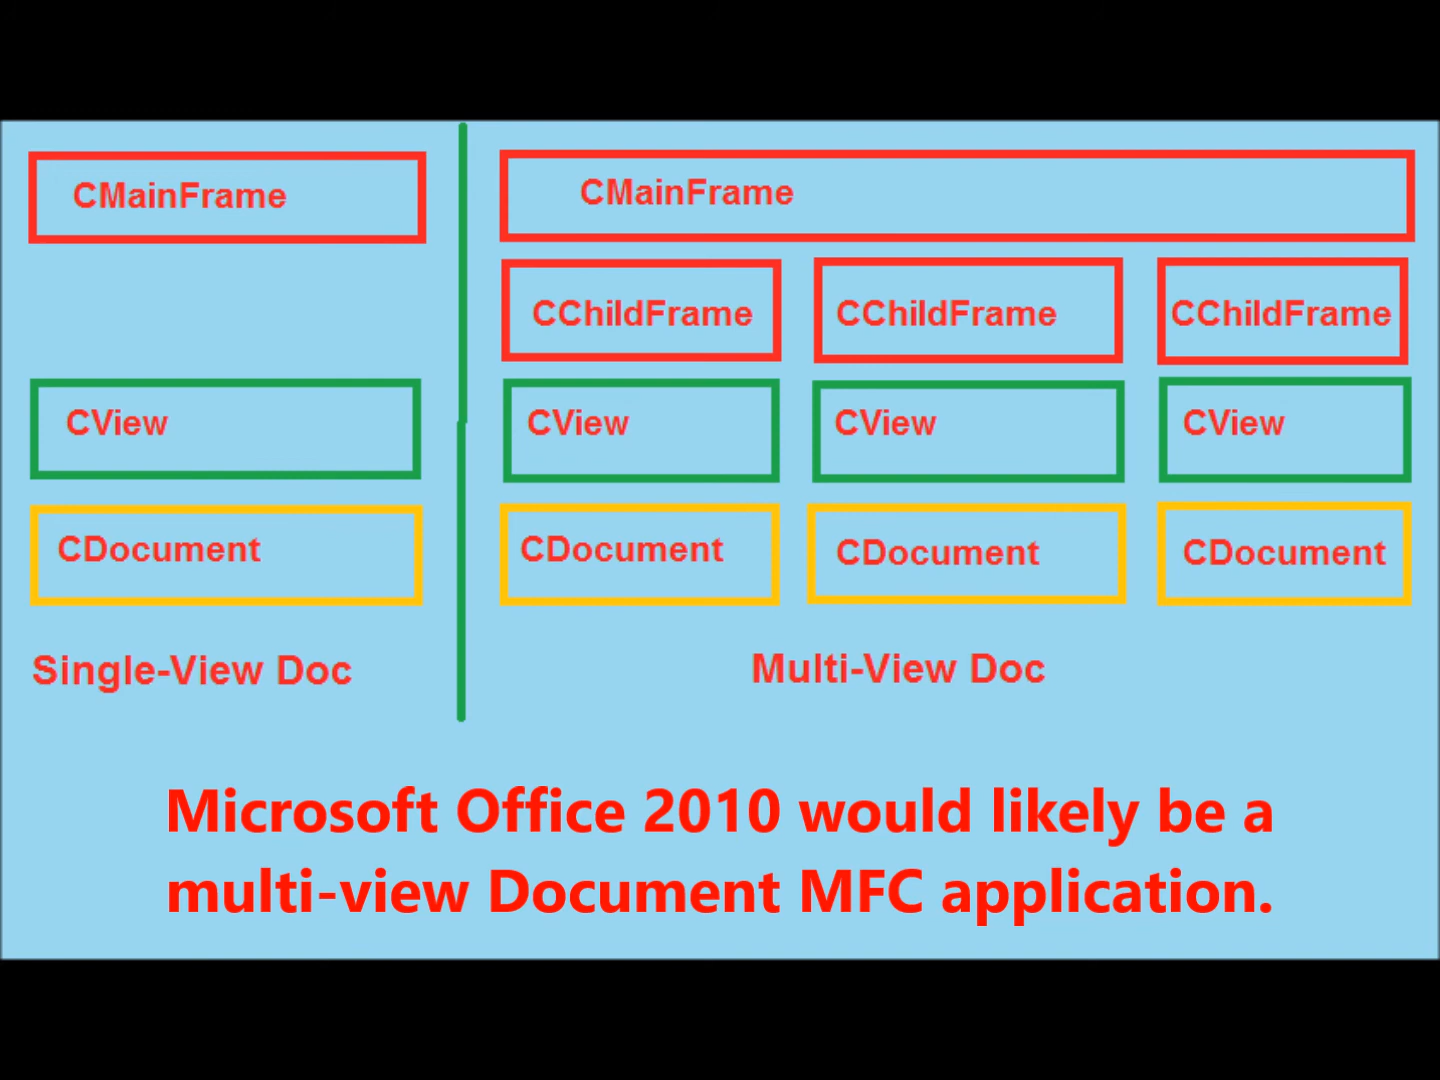 CMainFrame
CView
CDocument
Single-View Doc
CMainFrame
CChildFrame CChildFrame CChildFrame
CView CView CView
CDocument CDocument CDocument
Multi-View Doc
Microsoft Office 2010 would likely be a
multi-view Document MFC application.